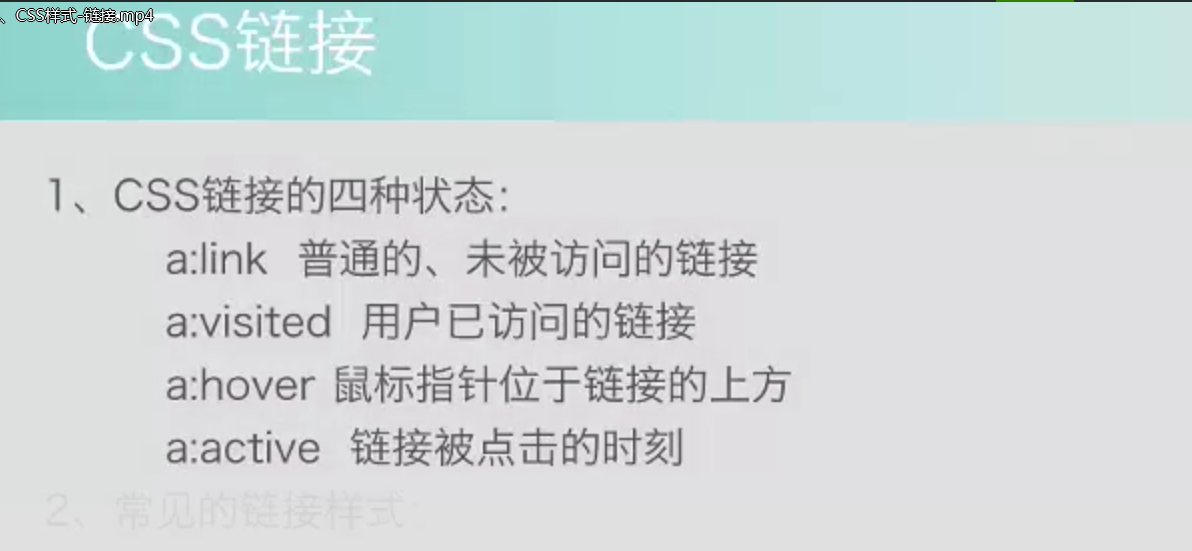 、CSS样式-链接.mp4
CSS链接
1、CSS链接的四种状态：
a:link 普通的、未被访问的链接
a:visited 用户已访问的链接
a:hover 鼠标指针位于链接的上方
a:active 链接被点击的时刻
2、常见的链接样式：